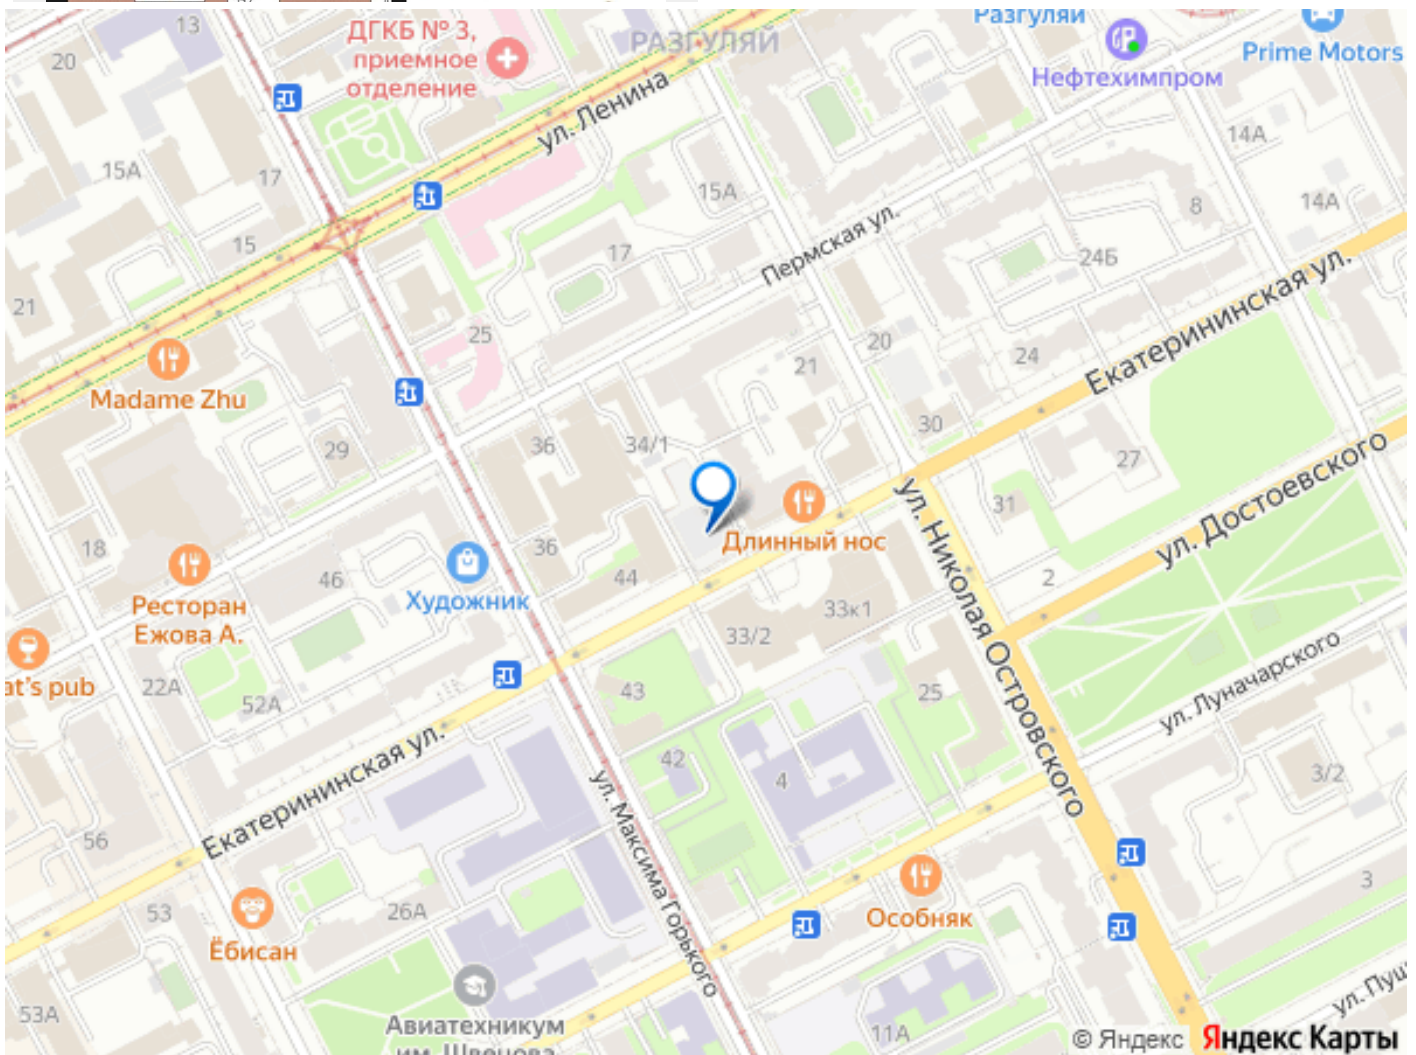 13
20
ДГКБ № 3,
приемное
отделение
РАЗГУЛЯЙ
Разгуляй
Нефтехимпром
Prime Motors
ул. Ленина
14А
15А
17
15А
8
14А
15
17
Пермская ул.
24Б
Екатерининская ул.
21
25
20
24
21
Madame Zhu
30
29
36
34/1
27
ул. Достоевского
31
ул. Николая Островского
Длинный нос
18
36
46
44
2
Художник
Ресторан
Ежова А.
33к1
33/2
at's pub
22А
52А
43
25
ул. Луначарского
42
4
3/2
Екатерининская ул.
ул. Максима Горького
56
3
53
26А
Особняк
Ёбисан
53А
Авиатехникум
им. Швецова
11А
ул. Пуш
© Яндекс Яндекс Карты